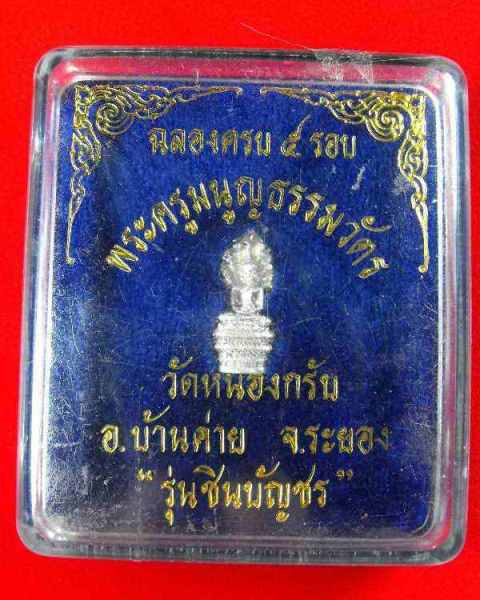 ฉลองครบ ๕ รอบ
พระครูมนูญธรรมวัตร
วัดหนองกรับ
อ.บ้านค่าย จ.ระยอง
"รุ่นชินบัญชร"